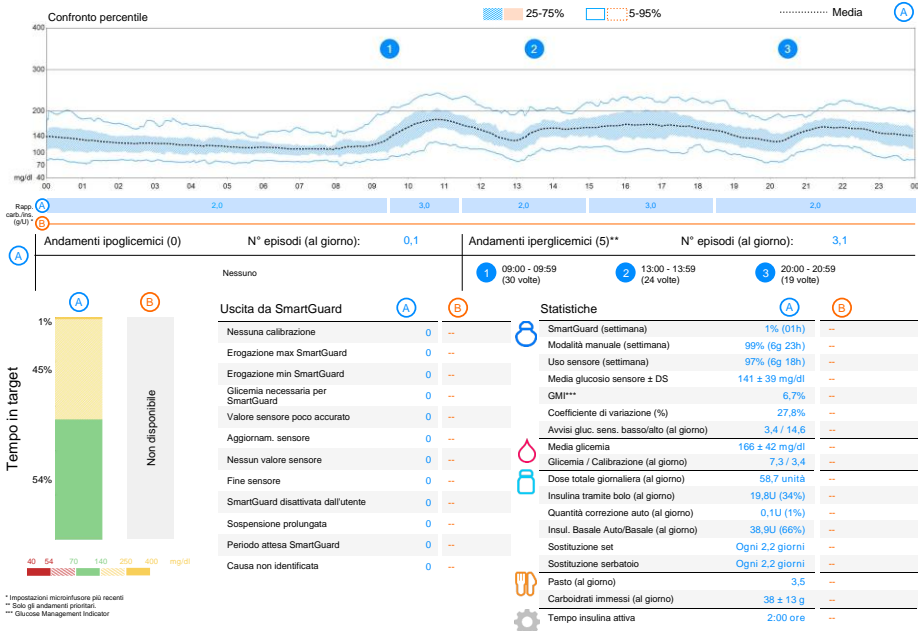 Confronto percentile
25-75%
5-95%
Media
A
400
300
200
140
100
70
mg/dl 40
1
2
3
00 01 02 03 04 05 06 07 08 09 10 11 12 13 14 15 16 17 18 19 20 21 22 23 00
Rapp. carb./ins. (g/U) *
A
2,0
3,0
2,0
3,0
2,0
B
A
Andamenti ipoglicemici (0)
N° episodi (al giorno):
0,1
Andamenti iperglicemici (5)**
N° episodi (al giorno):
3,1
Nessuno
1
09:00 - 09:59
(30 volte)
2
13:00 - 13:59
(24 volte)
3
20:00 - 20:59
(19 volte)
Tempo in target
A
B
1%
45%
54%
Non disponibile
40 54 70 140 250 400 mg/dl
* Impostazioni microinfusore più recenti
** Solo gli andamenti prioritari.
*** Glucose Management Indicator
Uscita da SmartGuard A B
Nessuna calibrazione 0 --
Erogazione max SmartGuard 0 --
Erogazione min SmartGuard 0 --
Glicemia necessaria per
SmartGuard 0 --
Valore sensore poco accurato 0 --
Aggiornam. sensore 0 --
Nessun valore sensore 0 --
Fine sensore 0 --
SmartGuard disattivata dall'utente 0 --
Sospensione prolungata 0 --
Periodo attesa SmartGuard 0 --
Causa non identificata 0 --
Statistiche A B
SmartGuard (settimana) 1% (01h) --
Modalità manuale (settimana) 99% (6g 23h) --
Uso sensore (settimana) 97% (6g 18h) --
Media glucosio sensore ± DS 141 ± 39 mg/dl --
GMI*** 6,7% --
Coefficiente di variazione (%) 27,8% --
Avvisi gluc. sens. basso/alto (al giorno) 3,4 / 14,6 --
Media glicemia 166 ± 42 mg/dl --
Glicemia / Calibrazione (al giorno) 7,3 / 3,4 --
Dose totale giornaliera (al giorno) 58,7 unità --
Insulina tramite bolo (al giorno) 19,8U (34%) --
Quantità correzione auto (al giorno) 0,1U (1%) --
Insul. Basale Auto/Basale (al giorno) 38,9U (66%) --
Sostituzione set Ogni 2,2 giorni --
Sostituzione serbatoio Ogni 2,2 giorni --
Pasto (al giorno) 3,5 --
Carboidrati immessi (al giorno) 38 ± 13 g --
Tempo insulina attiva 2:00 ore --